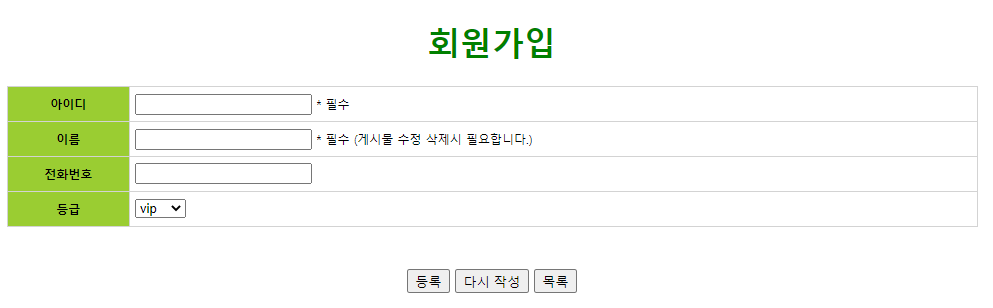 회원가입
아이디 * 필수
이름 * 필수 (게시물 수정 삭제시 필요합니다.)
전화번호
등급 vip
등록 다시 작성 목록